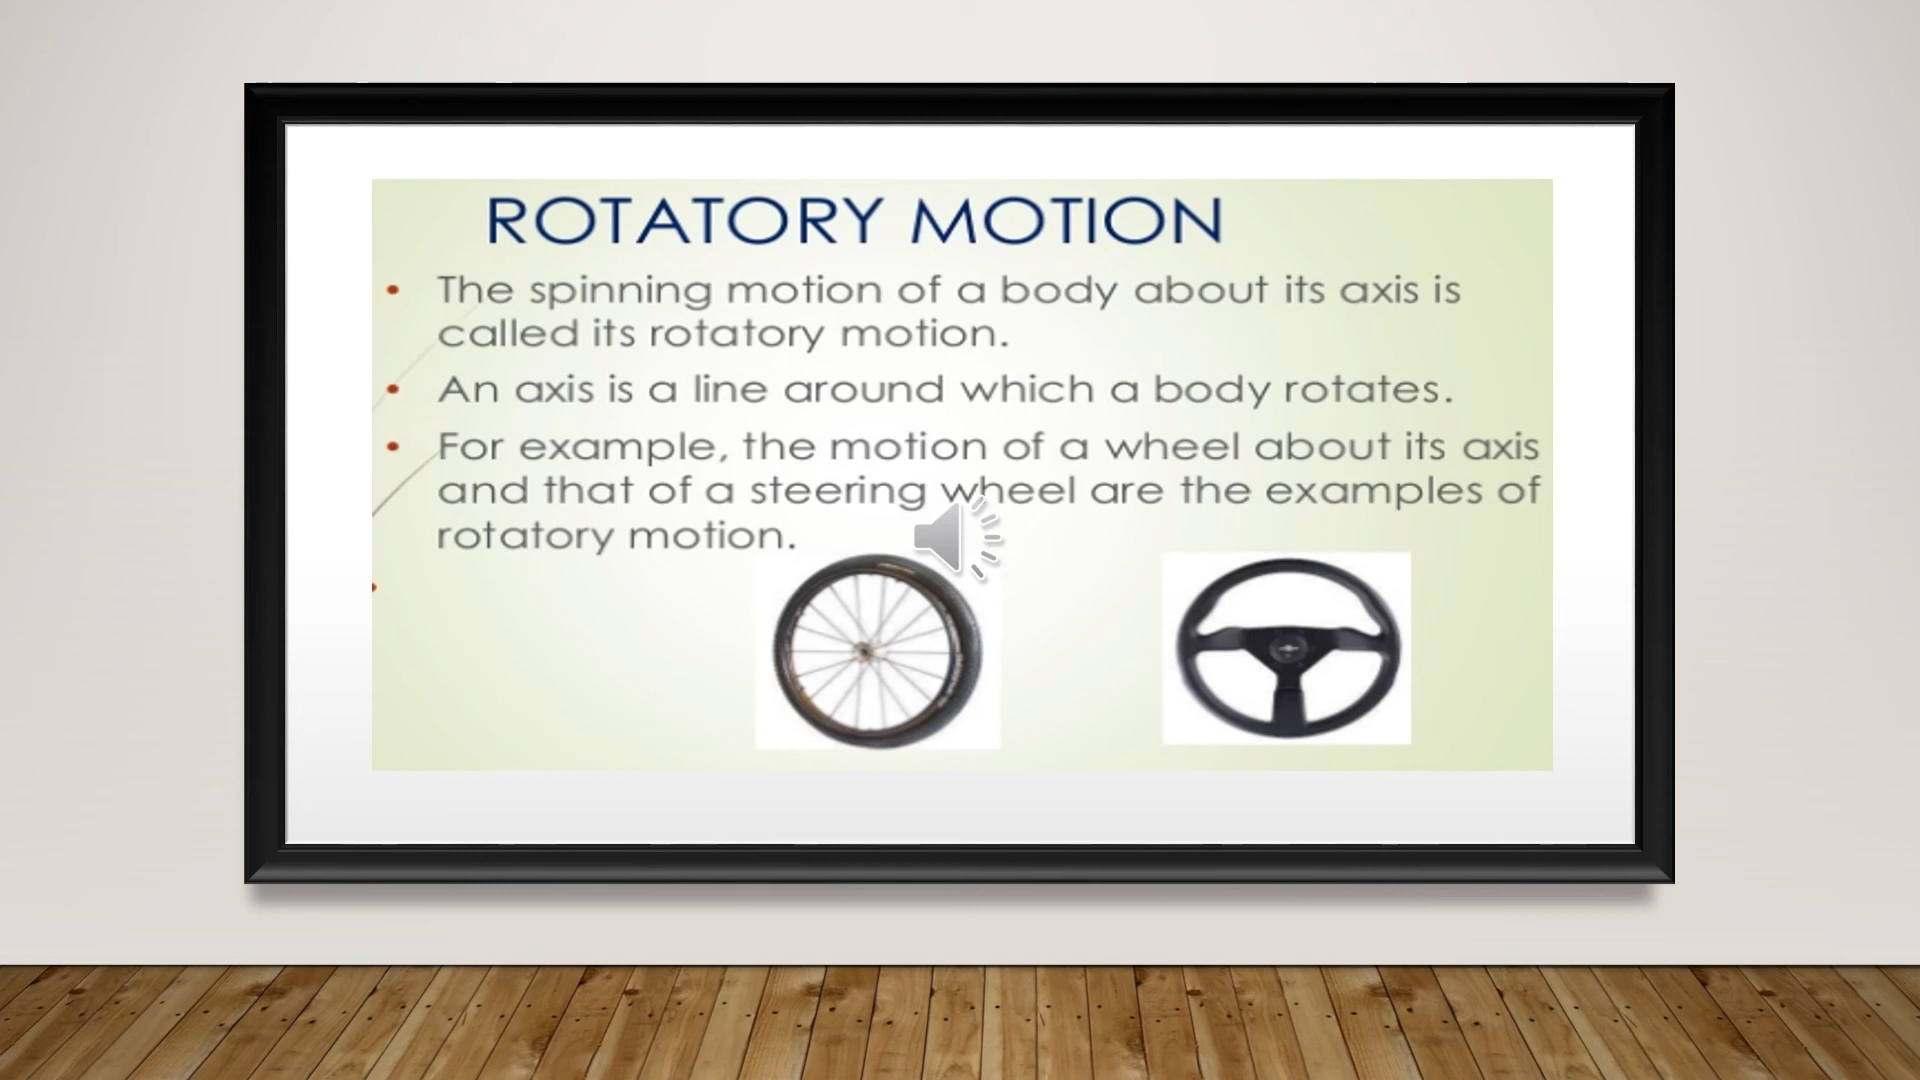 ROTATORY MOTION
• The spinning motion of a body about its axis is
called its rotatory motion.
• An axis is a line around which a body rotates.
• For example, the motion of a wheel about its axis
and that of a steering wheel are the examples of
rotatory motion.